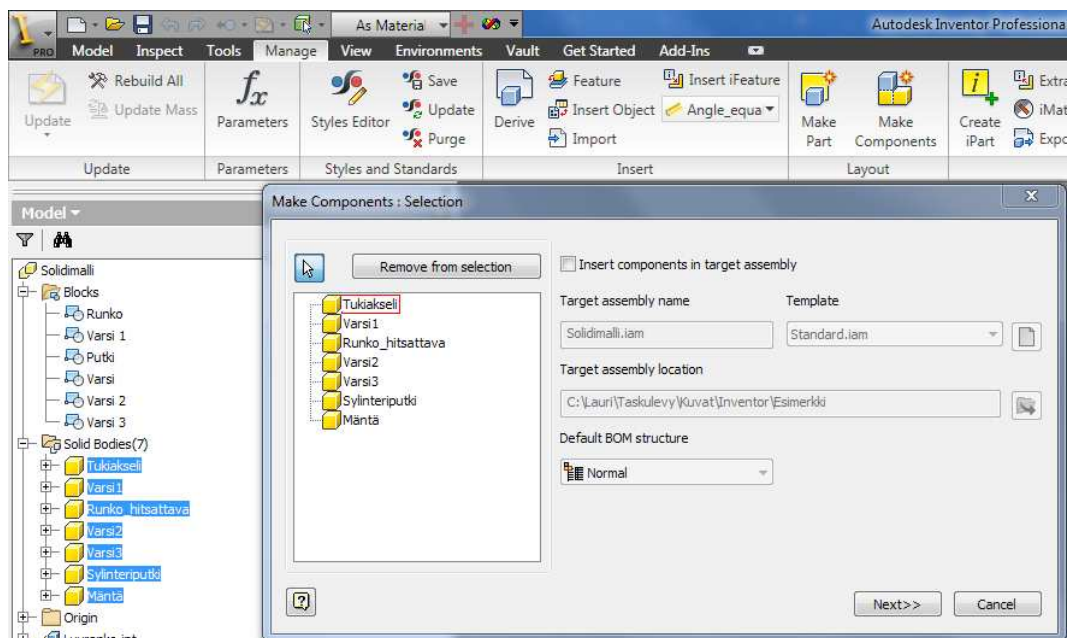 As Material
Autodesk Inventor Professiona
PRO
Model Inspect Tools Manage View Environments Vault Get Started Add-Ins
Update
Rebuild All
Update Mass
Update
fx
Parameters
Parameters
Styles Editor
Save
Update
Purge
Styles and Standards
Derive
Feature
Insert Object
Import
Insert iFeature
Angle_equa
Insert
Make Part
Make Components
Layout
Create iPart
Extra
iMat
Expo
Model
Solidimalli
Blocks
Runko
Varsi 1
Putki
Varsi
Varsi 2
Varsi 3
Solid Bodies(7)
Tukiakseli
Varsi1
Runko_hitsattava
Varsi2
Varsi3
Sylinteriputki
Mäntä
Origin
Make Components : Selection
Remove from selection
Tukiakseli
Varsi1
Runko_hitsattava
Varsi2
Varsi3
Sylinteriputki
Mäntä
Insert components in target assembly
Target assembly name Template
Solidimalli.iam Standard.iam
Target assembly location
C:\Lauri\Taskulevy\Kuvat\Inventor\Esimerkki
Default BOM structure
Normal
Next>> Cancel